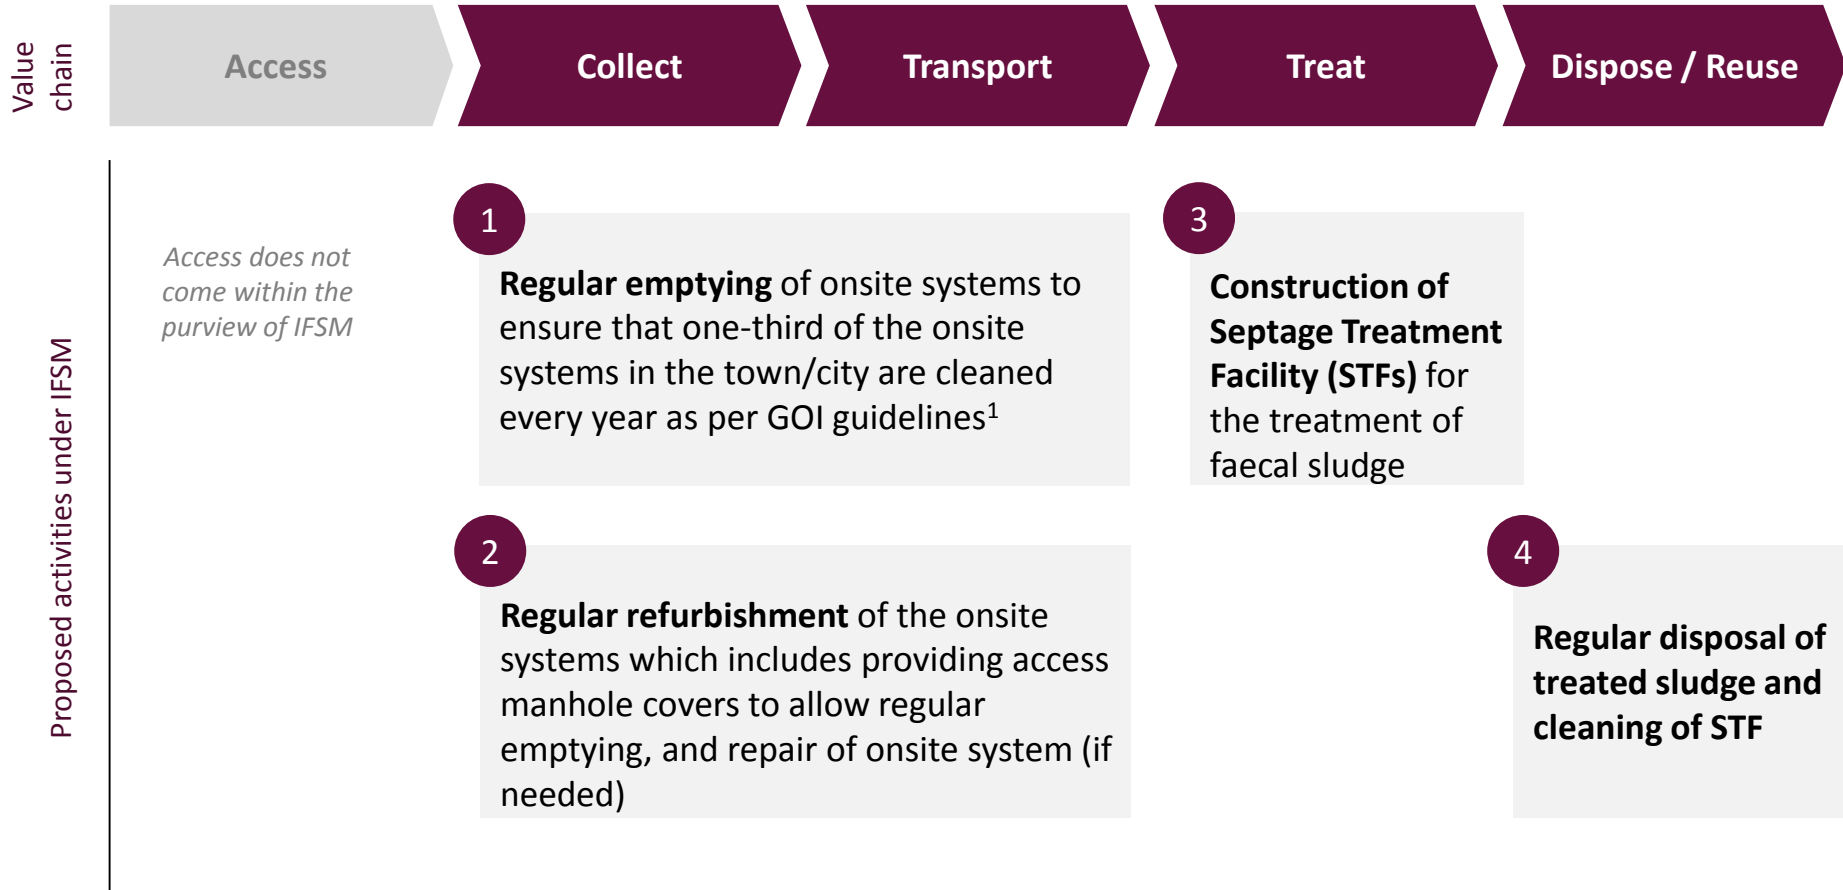 Value
chain
Access
Collect
Transport
Treat
Dispose / Reuse
Proposed activities under IFSM
Access does not
come within the
purview of IFSM
1
Regular emptying of onsite systems to
ensure that one-third of the onsite
systems in the town/city are cleaned
every year as per GOI guidelines¹
2
Regular refurbishment of the onsite
systems which includes providing access
manhole covers to allow regular
emptying, and repair of onsite system (if
needed)
3
Construction of
Septage Treatment
Facility (STFs) for
the treatment of
faecal sludge
4
Regular disposal of
treated sludge and
cleaning of STF